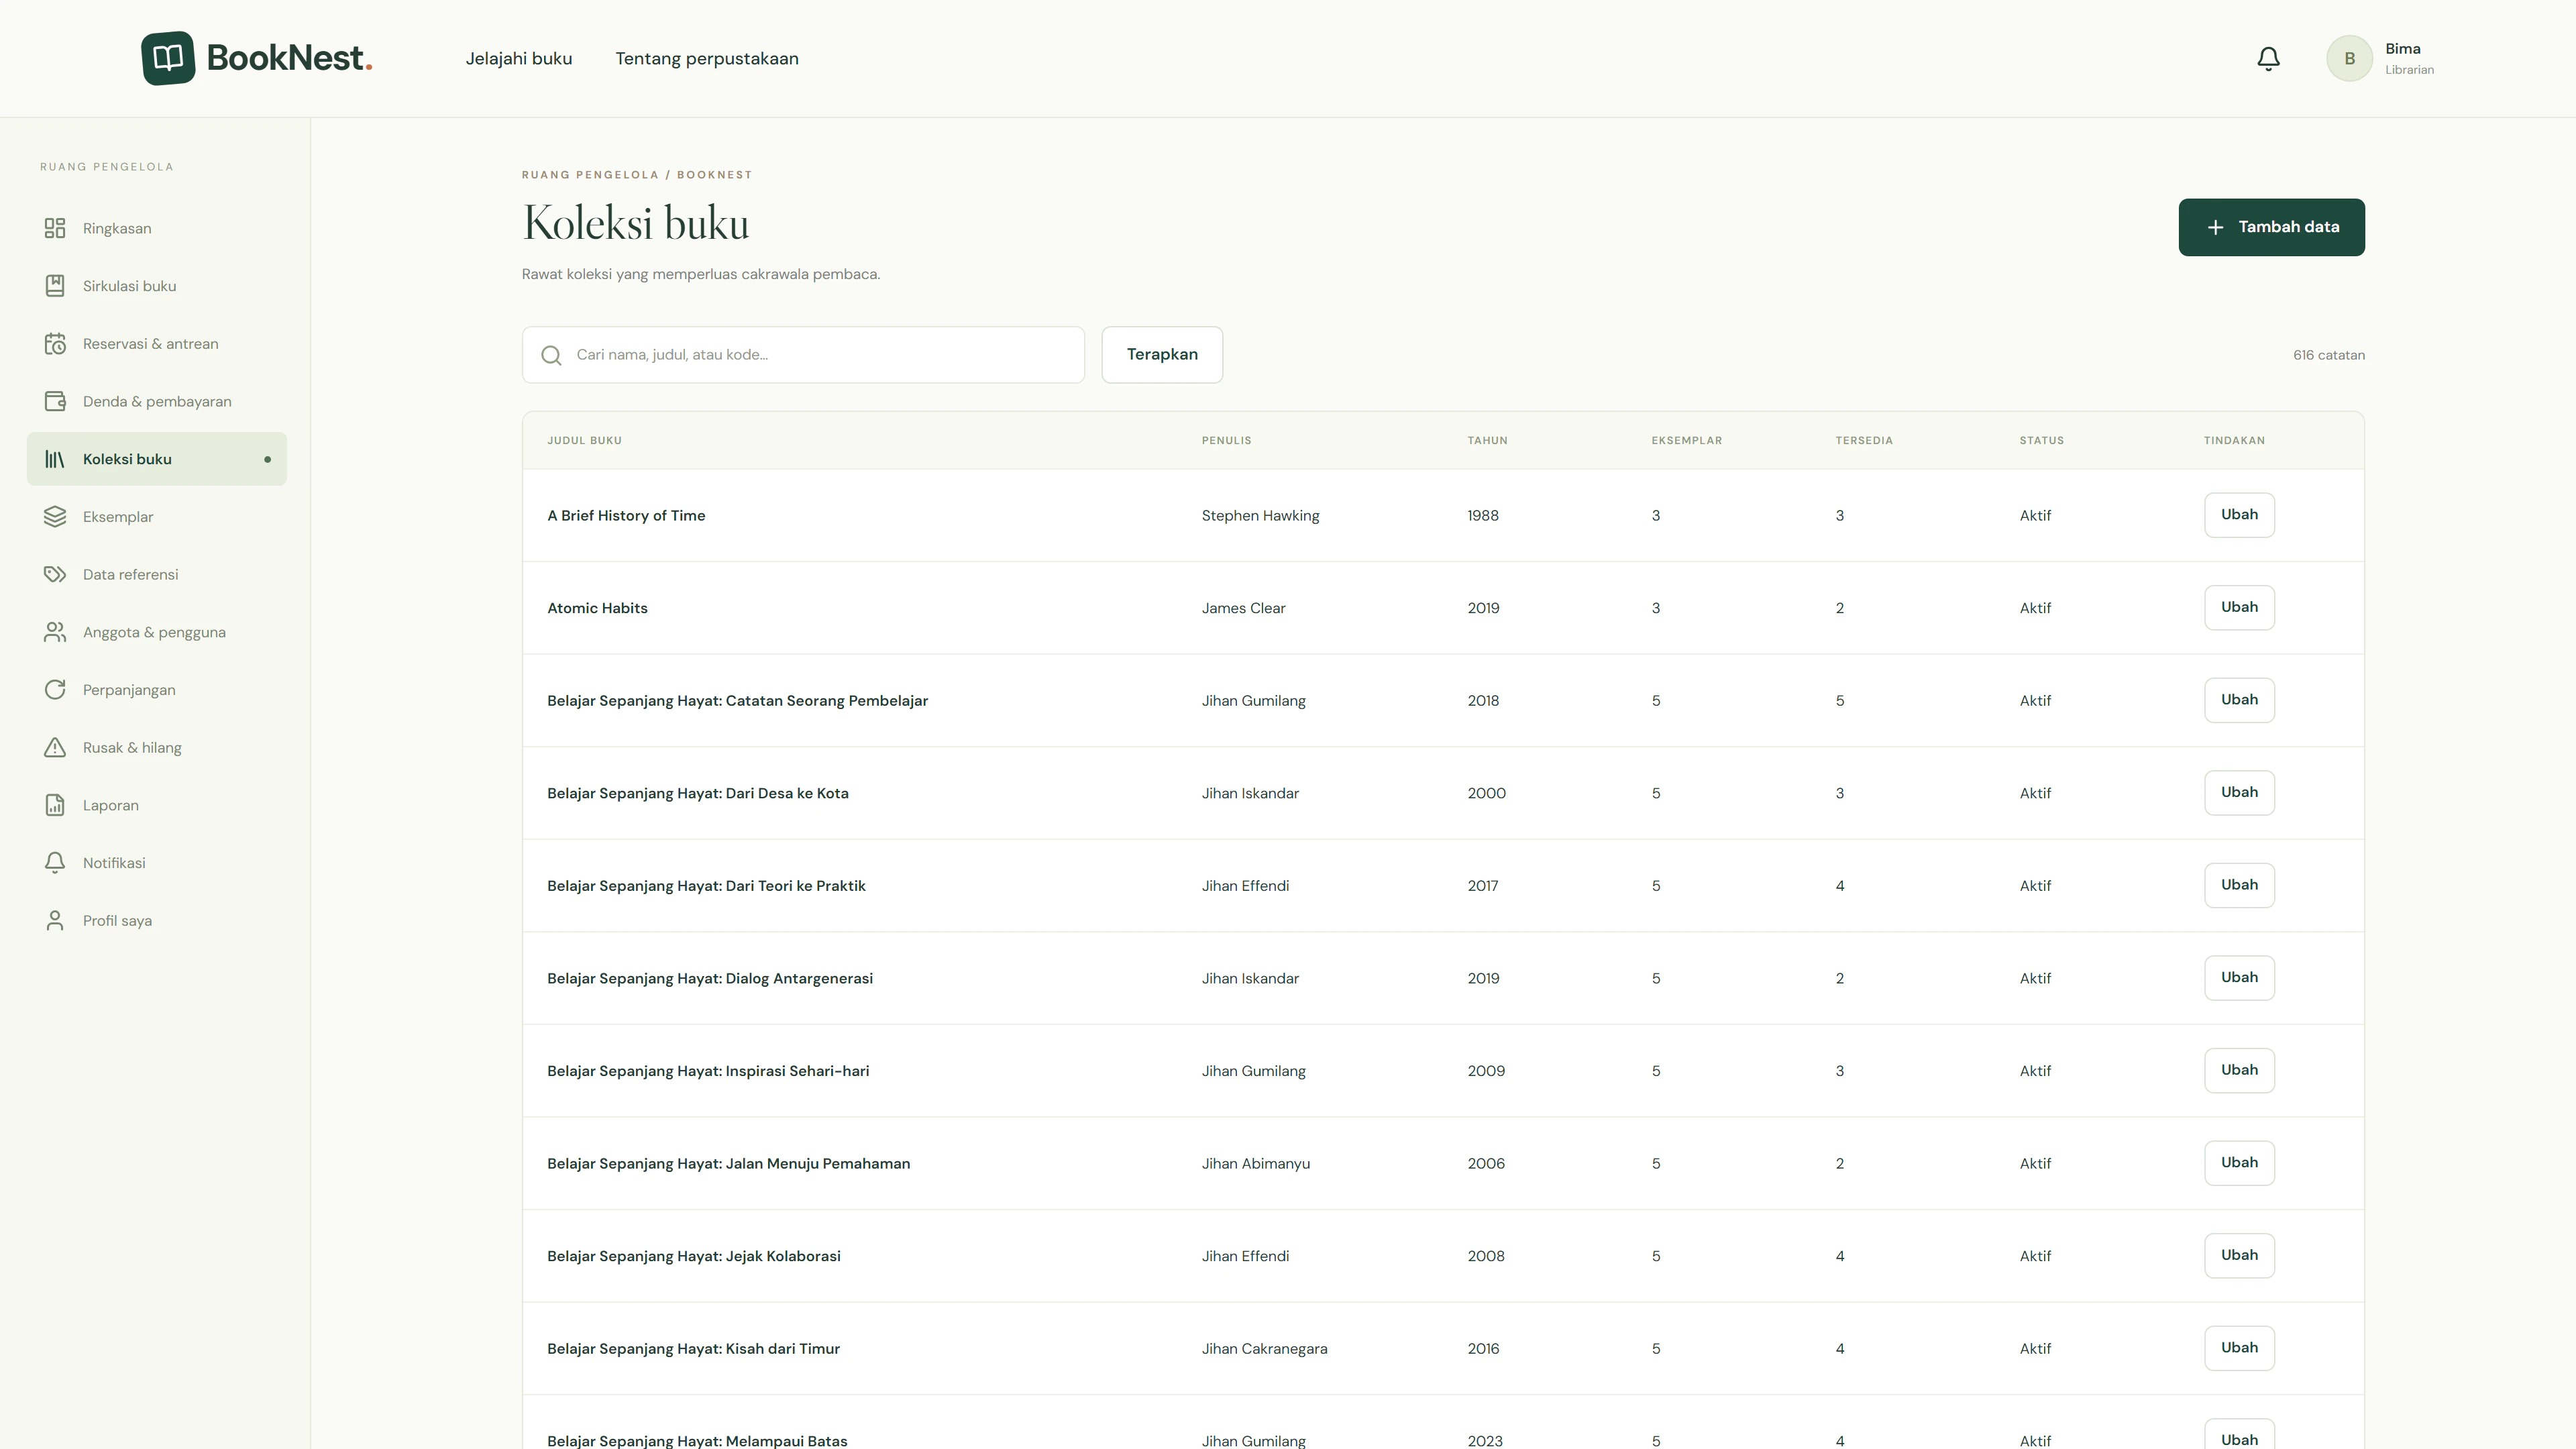 BookNest.
Jelajahi buku
Tentang perpustakaan
B
Bima
Librarian
RUANG PENGELOLA
Ringkasan
Sirkulasi buku
Reservasi & antrean
Denda & pembayaran
Koleksi buku
Eksemplar
Data referensi
Anggota & pengguna
Perpanjangan
Rusak & hilang
Laporan
Notifikasi
Profil saya
RUANG PENGELOLA / BOOKNEST
Koleksi buku
Rawat koleksi yang memperluas cakrawala pembaca.
Tambah data
Cari nama, judul, atau kode...
Terapkan
616 catatan
JUDUL BUKU PENULIS TAHUN EKSEMPLAR TERSEDIA STATUS TINDAKAN
A Brief History of Time Stephen Hawking 1988 3 3 Aktif Ubah
Atomic Habits James Clear 2019 3 2 Aktif Ubah
Belajar Sepanjang Hayat: Catatan Seorang Pembelajar Jihan Gumilang 2018 5 5 Aktif Ubah
Belajar Sepanjang Hayat: Dari Desa ke Kota Jihan Iskandar 2000 5 3 Aktif Ubah
Belajar Sepanjang Hayat: Dari Teori ke Praktik Jihan Effendi 2017 5 4 Aktif Ubah
Belajar Sepanjang Hayat: Dialog Antargenerasi Jihan Iskandar 2019 5 2 Aktif Ubah
Belajar Sepanjang Hayat: Inspirasi Sehari-hari Jihan Gumilang 2009 5 3 Aktif Ubah
Belajar Sepanjang Hayat: Jalan Menuju Pemahaman Jihan Abimanyu 2006 5 2 Aktif Ubah
Belajar Sepanjang Hayat: Jejak Kolaborasi Jihan Effendi 2008 5 4 Aktif Ubah
Belajar Sepanjang Hayat: Kisah dari Timur Jihan Cakranegara 2016 5 4 Aktif Ubah
Belajar Sepanjang Hayat: Melampaui Batas Jihan Gumilang 2023 5 4 Aktif Ubah